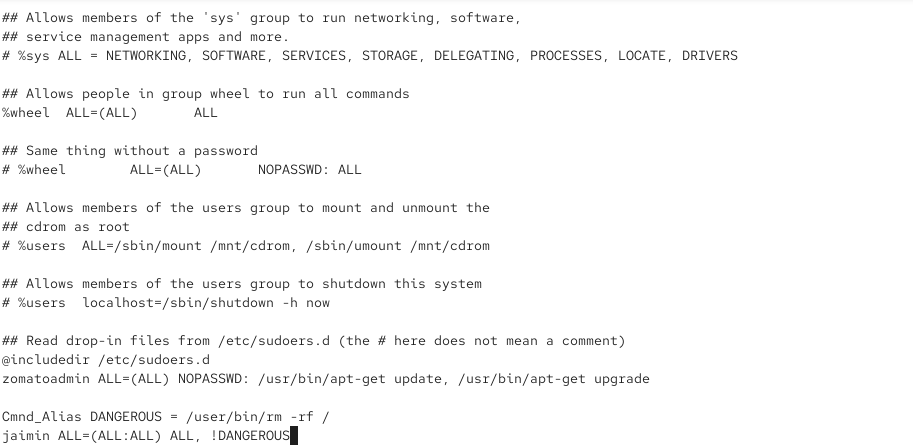 ## Allows members of the 'sys' group to run networking, software,
## service management apps and more.
# %sys ALL = NETWORKING, SOFTWARE, SERVICES, STORAGE, DELEGATING, PROCESSES, LOCATE, DRIVERS
## Allows people in group wheel to run all commands
%wheel  ALL=(ALL)       ALL
## Same thing without a password
# %wheel        ALL=(ALL)       NOPASSWD: ALL
## Allows members of the users group to mount and unmount the
## cdrom as root
# %users  ALL=/sbin/mount /mnt/cdrom, /sbin/umount /mnt/cdrom
## Allows members of the users group to shutdown this system
# %users  localhost=/sbin/shutdown -h now
## Read drop-in files from /etc/sudoers.d (the # here does not mean a comment)
@includedir /etc/sudoers.d
zomatoadmin ALL=(ALL) NOPASSWD: /usr/bin/apt-get update, /usr/bin/apt-get upgrade
Cmnd_Alias DANGEROUS = /user/bin/rm -rf /
jaimin ALL=(ALL:ALL) ALL, !DANGEROUS